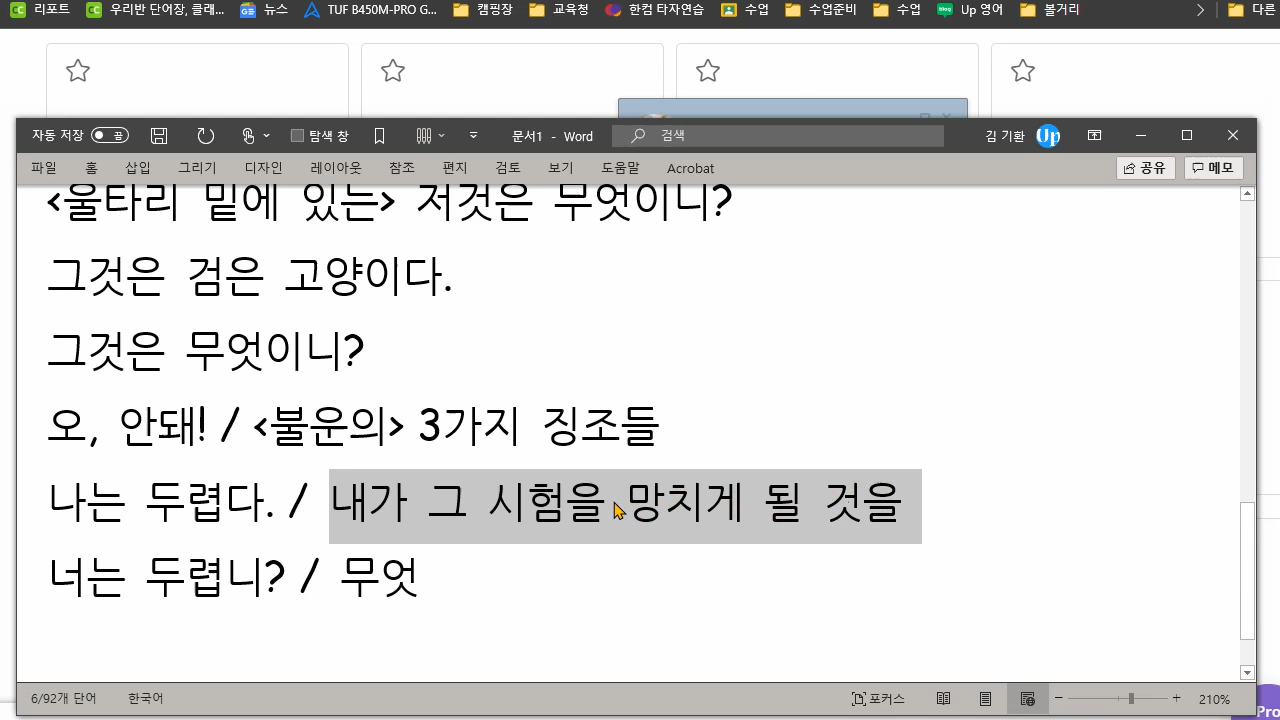 리포트 우리반 단어장, 클래... 뉴스 TUF B450M-PRO G... 캠핑장 교육청 한컴 타자연습 수업 수업준비 수업 Up 영어 볼거리 다른
자동 저장 끔 탐색 창 문서1 - Word 검색 김 기환 Up
파일 홈 삽입 그리기 디자인 레이아웃 참조 편지 검토 보기 도움말 Acrobat 공유 메모
<울타리 밑에 있는> 저것은 무엇이니?
그것은 검은 고양이다.
그것은 무엇이니?
오, 안돼! / <불운의> 3가지 징조들
나는 두렵다. / 내가 그 시험을 망치게 될 것을
너는 두렵니? / 무엇
6/92개 단어 한국어 포커스 210%
Pro